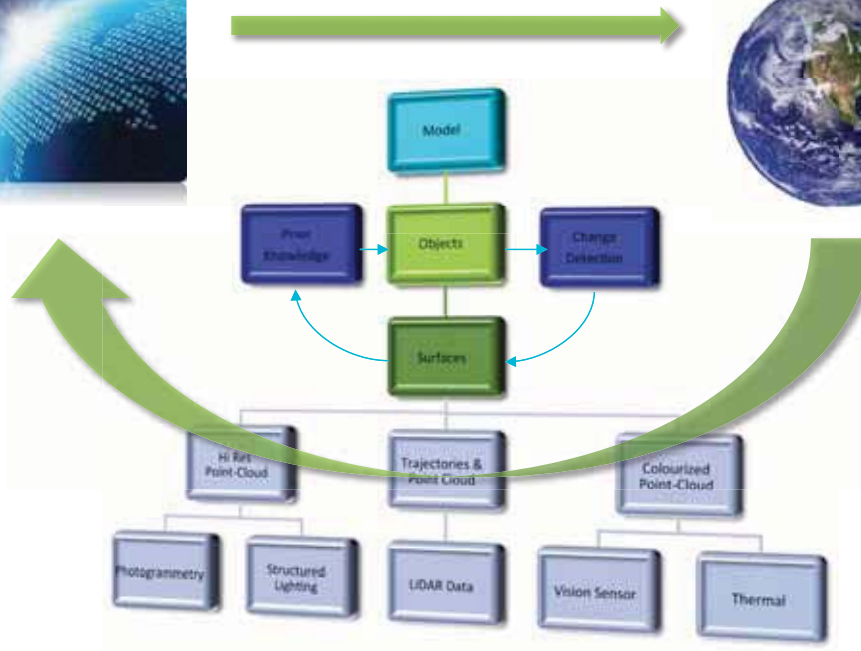 Model
Prior
Knowledge
Objects
Change
Detection
Surfaces
Hi Res
Point-Cloud
Trajectories &
Point Cloud
Colourized
Point-Cloud
Photogrammetry
Structured
Lighting
LiDAR Data
Vision Sensor
Thermal